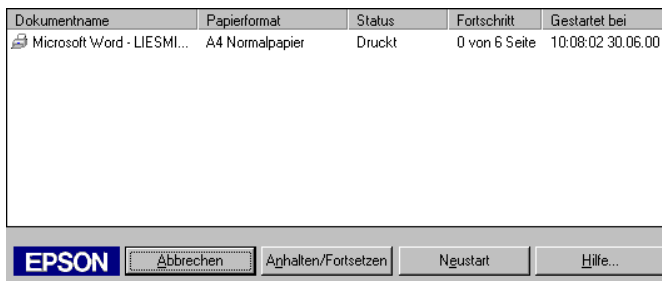 Dokumentname Papierformat Status Fortschritt Gestartet bei
Microsoft Word - LIESMI... A4 Normalpapier Druckt 0 von 6 Seite 10:08:02 30.06.00
EPSON Abbrechen Anhalten/Fortsetzen Neustart Hilfe...